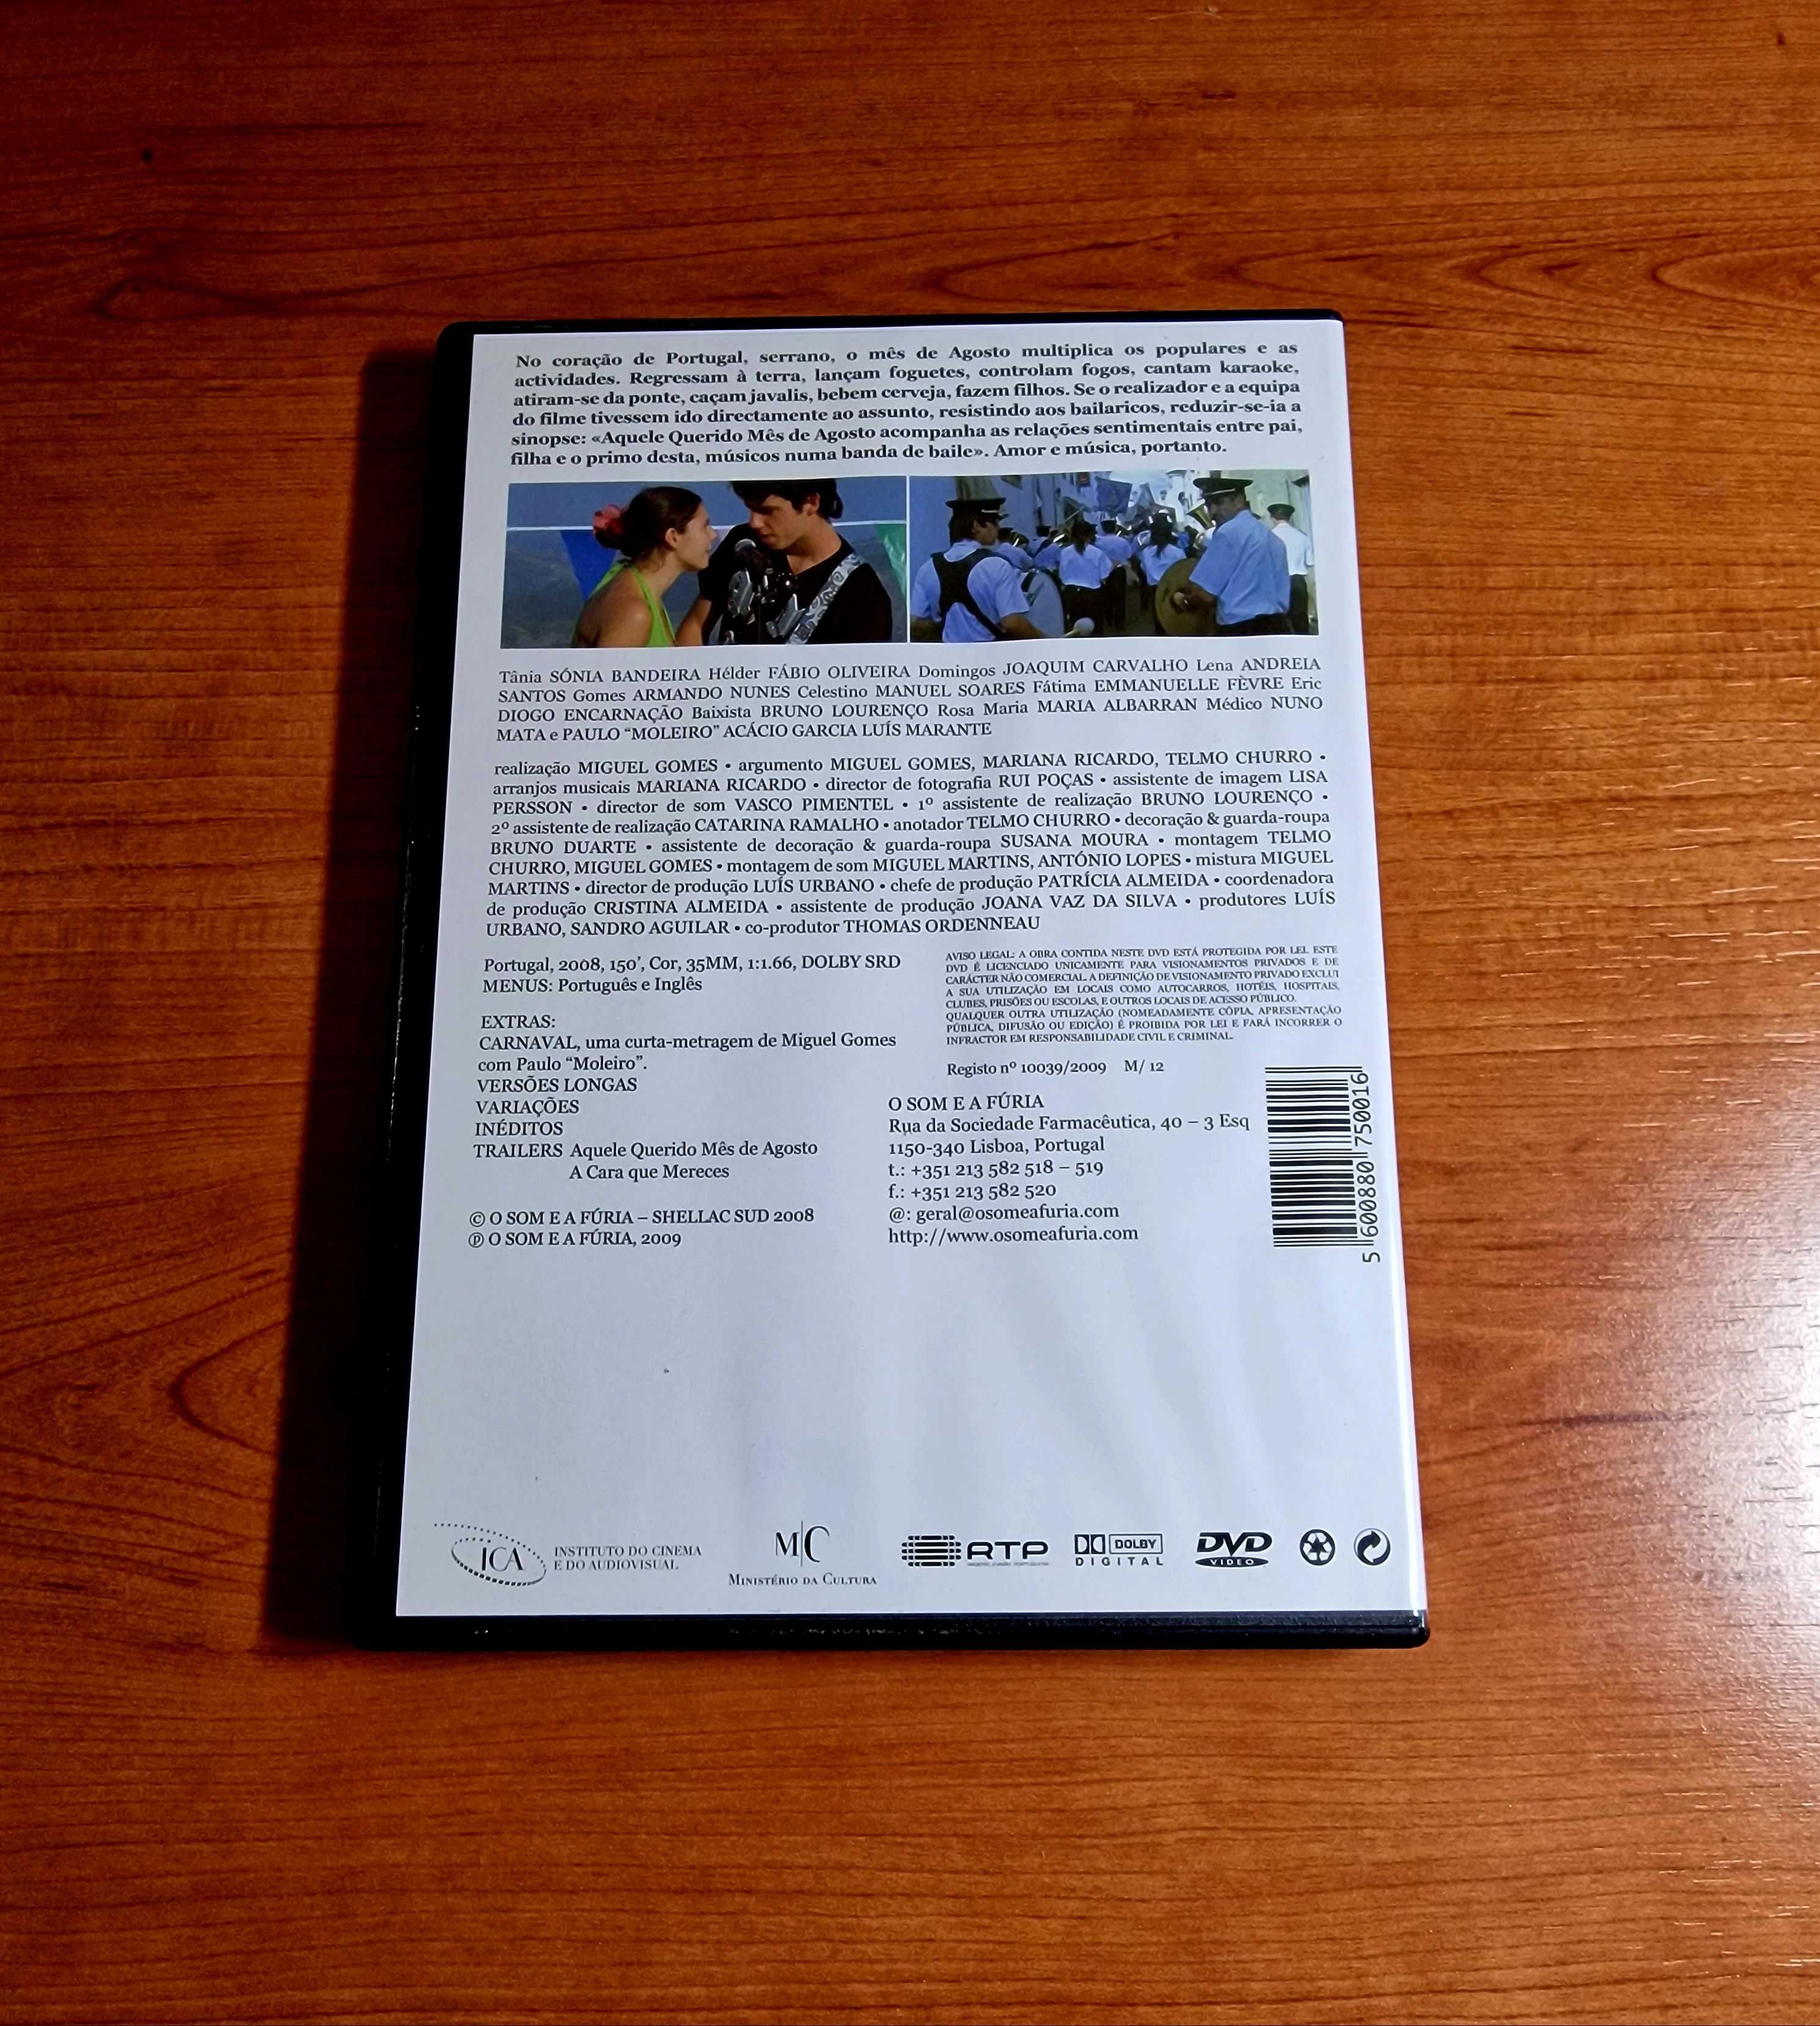 No coração de Portugal, serrano, o mês de Agosto multiplica os populares e as
actividades. Regressam à terra, lançam foguetes, controlam fogos, cantam karaoke,
atiram-se da ponte, caçam javalis, bebem cerveja, fazem filhos. Se o realizador e a equipa
do filme tivessem ido directamente ao assunto, resistindo aos bailaricos, reduzir-se-ia a
sinopse: «Aquele Querido Mês de Agosto acompanha as relações sentimentais entre pai,
filha e o primo desta, músicos numa banda de baile». Amor e música, portanto.
Tânia SÓNIA BANDEIRA Hélder FÁBIO OLIVEIRA Domingos JOAQUIM CARVALHO Lena ANDREIA
SANTOS Gomes ARMANDO NUNES Celestino MANUEL SOARES Fátima EMMANUELLE FÈVRE Eric
DIOGO ENCARNAÇÃO Baixista BRUNO LOURENÇO Rosa Maria MARIA ALBARRAN Médico NUNO
MATA e PAULO “MOLEIRO” ACÁCIO GARCIA LUÍS MARANTE
realização MIGUEL GOMES • argumento MIGUEL GOMES, MARIANA RICARDO, TELMO CHURRO •
arranjos musicais MARIANA RICARDO • director de fotografia RUI POÇAS • assistente de imagem LISA
PERSSON • director de som VASCO PIMENTEL • 1º assistente de realização BRUNO LOURENÇO •
2º assistente de realização CATARINA RAMALHO • anotador TELMO CHURRO • decoração & guarda-roupa
BRUNO DUARTE • assistente de decoração & guarda-roupa SUSANA MOURA • montagem TELMO
CHURRO, MIGUEL GOMES • montagem de som MIGUEL MARTINS, ANTÓNIO LOPES • mistura MIGUEL
MARTINS • director de produção LUÍS URBANO • chefe de produção PATRÍCIA ALMEIDA • coordenadora
de produção CRISTINA ALMEIDA • assistente de produção JOANA VAZ DA SILVA • produtores LUÍS
URBANO, SANDRO AGUILAR • co-produtor THOMAS ORDENNEAU
Portugal, 2008, 150’, Cor, 35MM, 1:1.66, DOLBY SRD
MENUS: Português e Inglês
EXTRAS:
CARNAVAL, uma curta-metragem de Miguel Gomes
com Paulo “Moleiro”.
VERSÕES LONGAS
VARIAÇÕES
INÉDITOS
TRAILERS Aquele Querido Mês de Agosto
A Cara que Mereces
© O SOM E A FÚRIA – SHELLAC SUD 2008
℗ O SOM E A FÚRIA, 2009
AVISO LEGAL: A OBRA CONTIDA NESTE DVD ESTÁ PROTEGIDA POR LEI. ESTE
DVD É LICENCIADO UNICAMENTE PARA VISIONAMENTOS PRIVADOS E DE
CARÁCTER NÃO COMERCIAL. A DEFINIÇÃO DE VISIONAMENTO PRIVADO EXCLUI
A SUA UTILIZAÇÃO EM LOCAIS COMO AUTOCARROS, HOTÉIS, HOSPITAIS,
CLUBES, PRISÕES OU ESCOLAS, E OUTROS LOCAIS DE ACESSO PÚBLICO.
QUALQUER OUTRA UTILIZAÇÃO (NOMEADAMENTE CÓPIA, APRESENTAÇÃO
PÚBLICA, DIFUSÃO OU EDIÇÃO) É PROIBIDA POR LEI E FARÁ INCORRER O
INFRACTOR EM RESPONSABILIDADE CIVIL E CRIMINAL.
Registo nº 10039/2009 M/ 12
O SOM E A FÚRIA
Rua da Sociedade Farmacêutica, 40 – 3 Esq
1150-340 Lisboa, Portugal
t.: +351 213 582 518 – 519
f.: +351 213 582 520
@: geral@osomeafuria.com
http://www.osomeafuria.com
5 600880 750016
ICA INSTITUTO DO CINEMA
E DO AUDIOVISUAL
M|C
MINISTÉRIO DA CULTURA
RTP
DOLBY
DIGITAL
DVD
VIDEO